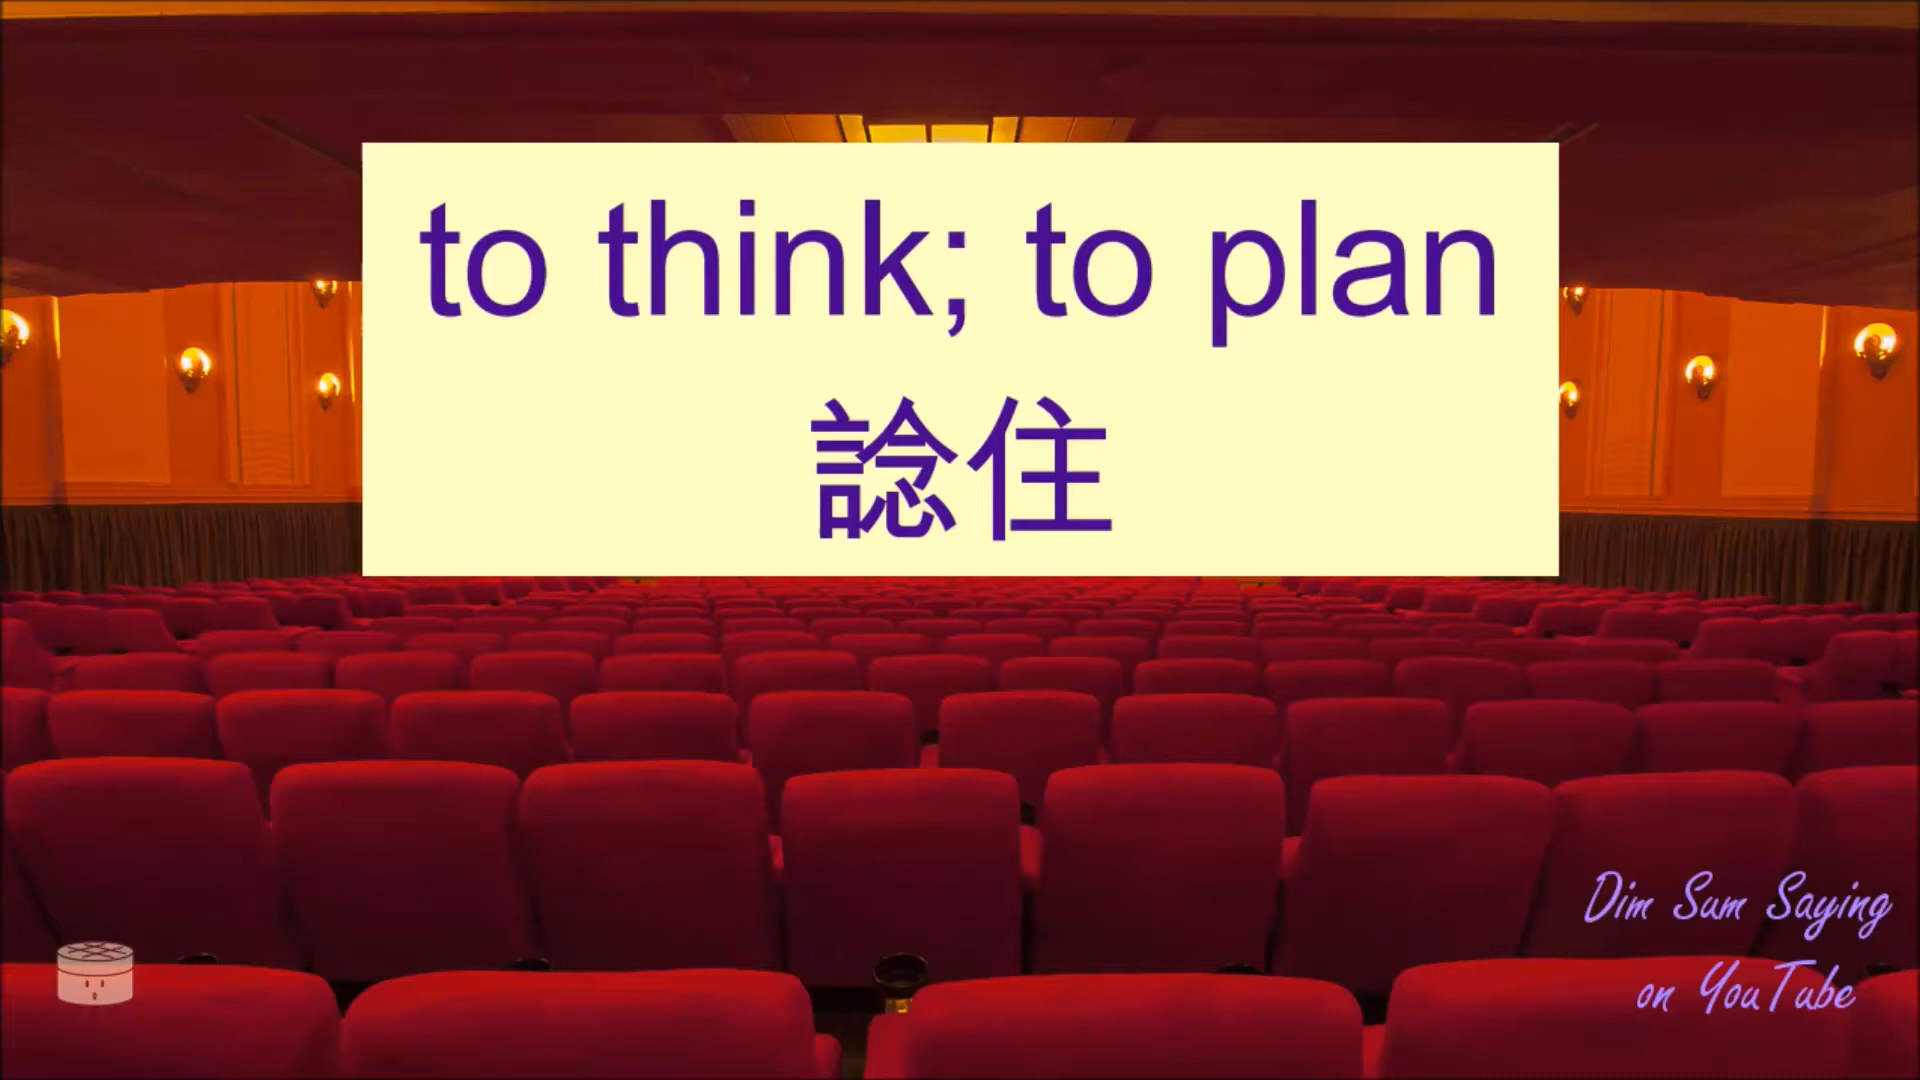 to think; to plan
諗住
Dim Sum Saying
on YouTube